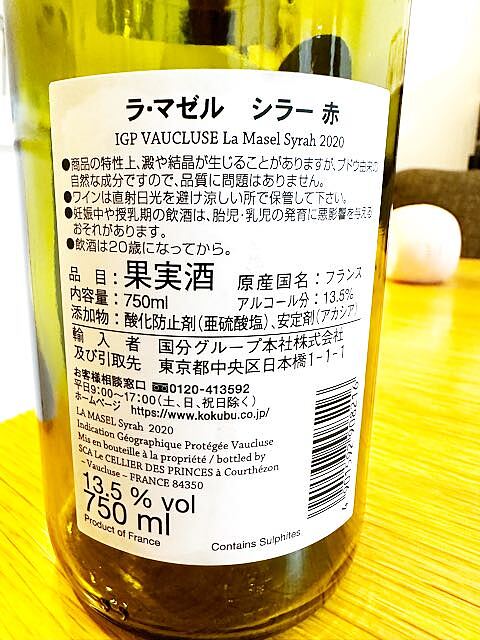 ラ・マゼル シラー 赤
IGP VAUCLUSE La Masel Syrah 2020
●商品の特性上、澱や結晶が生じることがありますが、ブドウ由来の
自然な成分ですので、品質に問題はありません。
●ワインは直射日光を避け涼しい所で保管して下さい。
●妊娠中や授乳期の飲酒は、胎児・乳児の発育に悪影響を与える
おそれがあります。
●飲酒は20歳になってから。
品 目：果実酒 原産国名：フランス
内容量：750ml アルコール分：13.5%
添加物：酸化防止剤(亜硫酸塩)、安定剤(アカシア)
輸 入 者 国分グループ本社株式会社
及び引取先 東京都中央区日本橋1-1-1
お客様相談窓口 0120-413592
平日9:00〜17:00(土、日、祝日除く)
ホームページ https://www.kokubu.co.jp/
LA MASEL Syrah 2020
Indication Géographique Protégée Vaucluse
Mis en bouteille à la propriété / bottled by
SCA Le CELLIER DES PRINCES à Courthézon
- Vaucluse - FRANCE 84350
13,5 % vol
750 ml
Product of France
Contains Sulphites